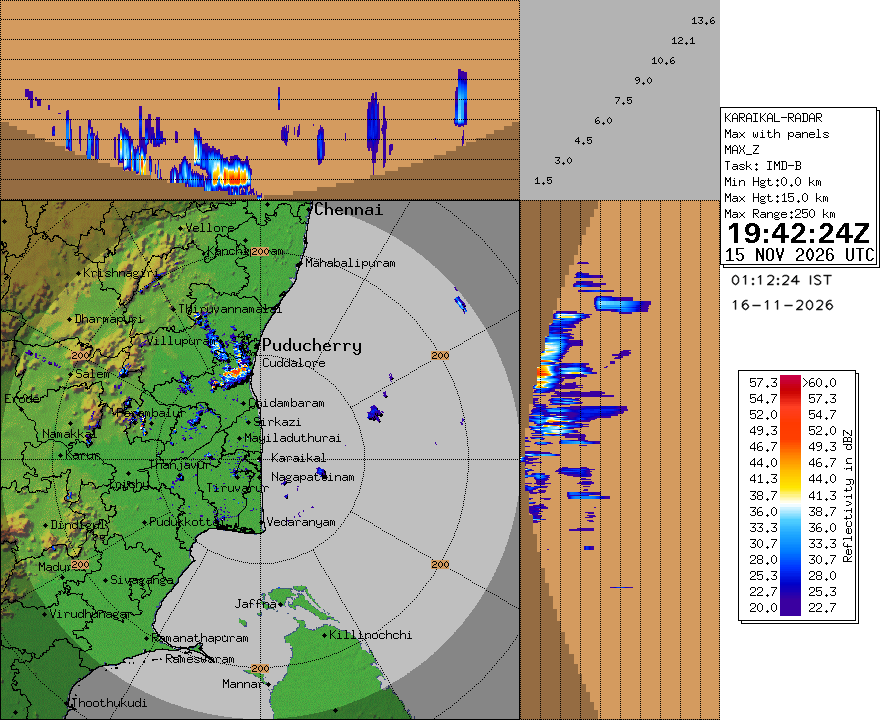 13.6
12.1
10.6
9.0
7.5
6.0
4.5
3.0
1.5
KARAIKAL-RADAR
Max with panels
MAX_Z
Task: IMD-B
Min Hgt:0.0 km
Max Hgt:15.0 km
Max Range:250 km
19:42:24Z
15 NOV 2026 UTC
01:12:24 IST
16-11-2026
57.3 >60.0
54.7 57.3
52.0 54.7
49.3 52.0
46.7 49.3
44.0 46.7
41.3 44.0
38.7 41.3
36.0 38.7
33.3 36.0
30.7 33.3
28.0 30.7
25.3 28.0
22.7 25.3
20.0 22.7
Reflectivity in dBZ
Chennai
Vellore
200
Mahabalipuram
Krishnagiri
Thiruvannamalai
Dharmapuri
Villupuram
Puducherry
200
200
Cuddalore
Salem
Erode
Chidambaram
Perambalur
Sirkazi
Namakkal
Mayiladuthurai
Karur
Karaikal
Thanjavur
Nagapattinam
Tiruvarur
Dindigul
Pudukkottai
Vedaranyam
200
200
Madurai
Sivaganga
Jaffna
Virudhunagar
Killinochchi
Ramanathapuram
Rameswaram
200
Mannar
Thoothukudi